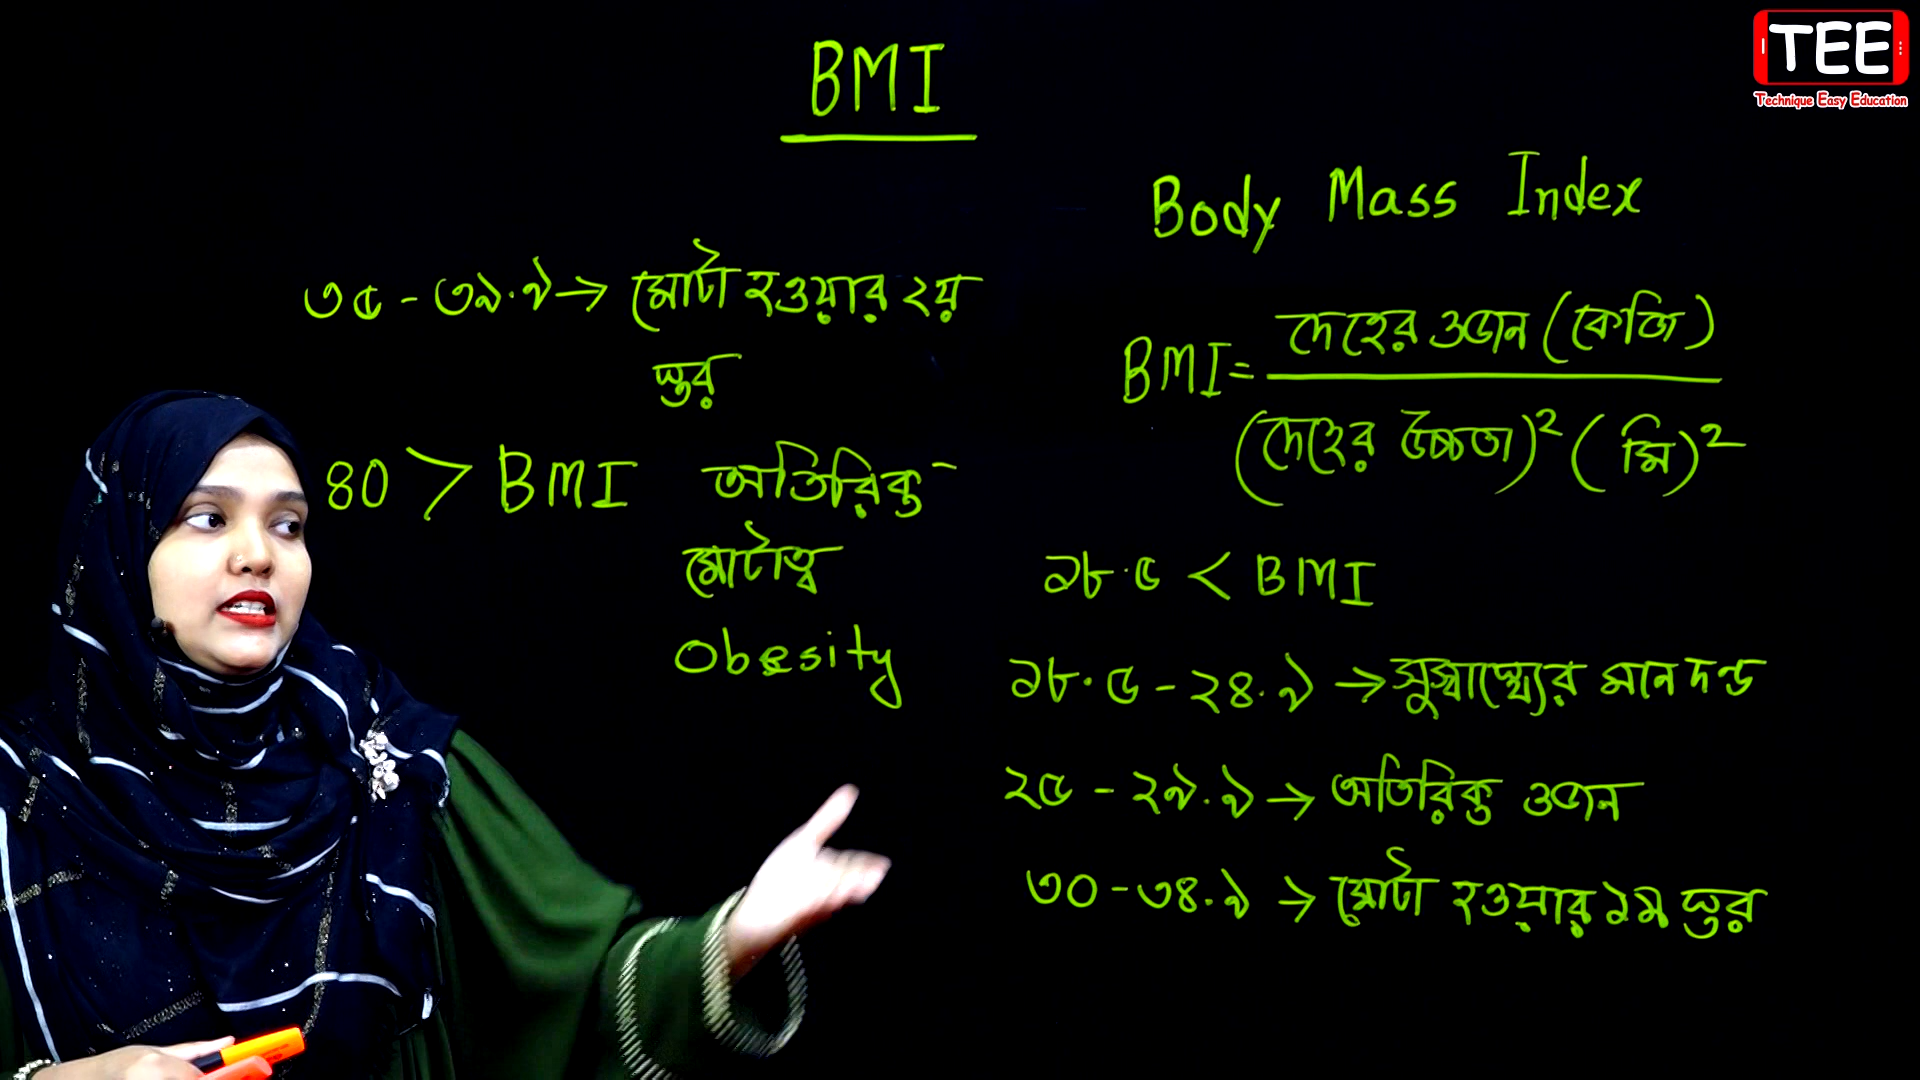 BMI
TEE
Technique Easy Education
Body Mass Index
BMI = দেহের ওজন (কেজি)
(দেহের উচ্চতা)² (মি)²
১৮.৫ < BMI
১৮.৫ - ২৪.৯ → সুস্বাস্থ্যের মানদন্ড
২৫ - ২৯.৯ → অতিরিক্ত ওজন
৩০ - ৩৪.৯ → মোটা হওয়ার ১ম স্তর
৩৫ - ৩৯.৯ → মোটা হওয়ার ২য়
স্তর
৪০ > BMI অতিরিক্ত
মোটাত্ব
Obesity